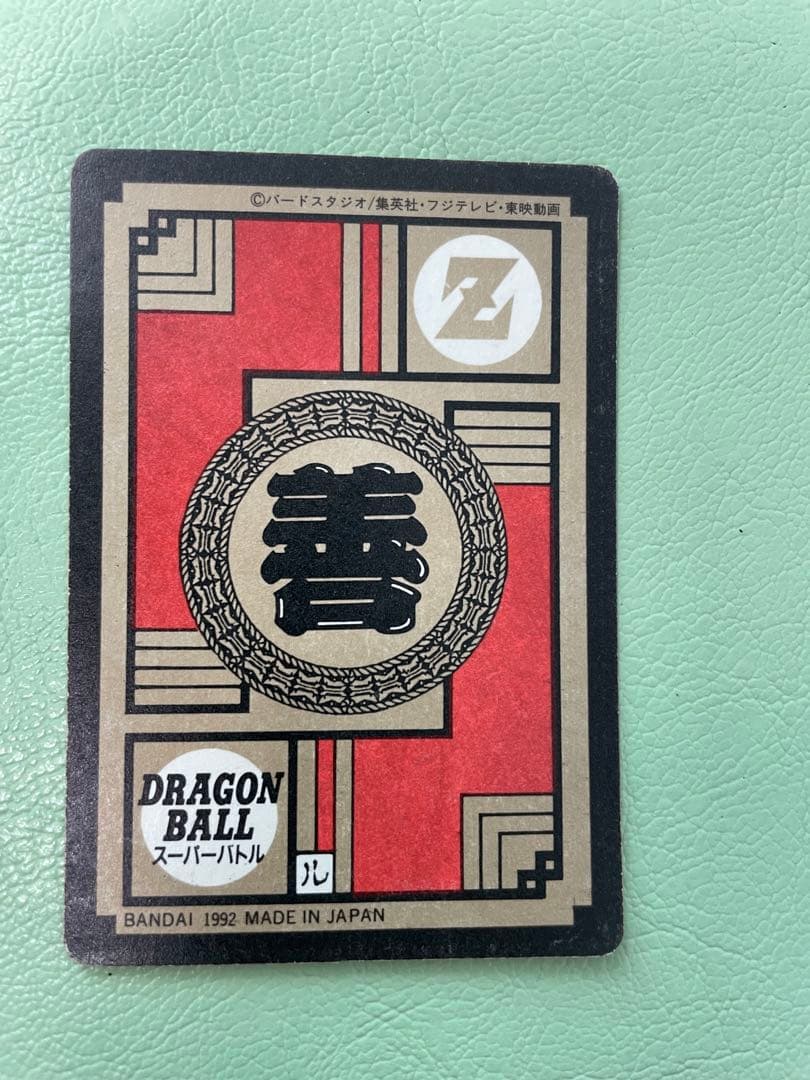 ©バードスタジオ/集英社・フジテレビ・東映動画
Z
善
DRAGON
BALL
スーパーバトル
ル
BANDAI 1992 MADE IN JAPAN